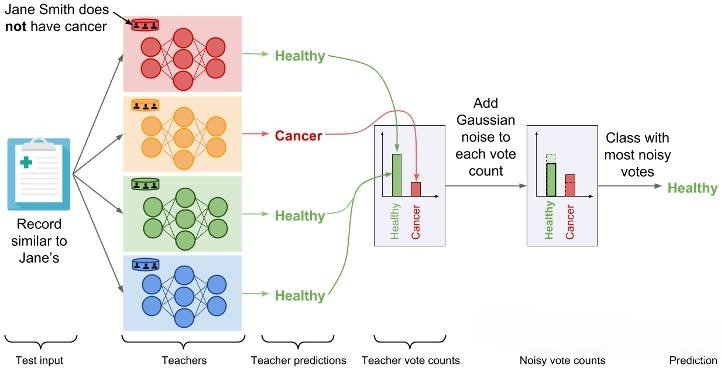 Jane Smith does
not have cancer
Healthy
Cancer
Healthy
Healthy
Record
similar to
Jane's
Healthy
Cancer
Add
Gaussian
noise to
each vote
count
Healthy
Cancer
Class with
most noisy
votes
Healthy
Test input
Teachers
Teacher predictions
Teacher vote counts
Noisy vote counts
Prediction